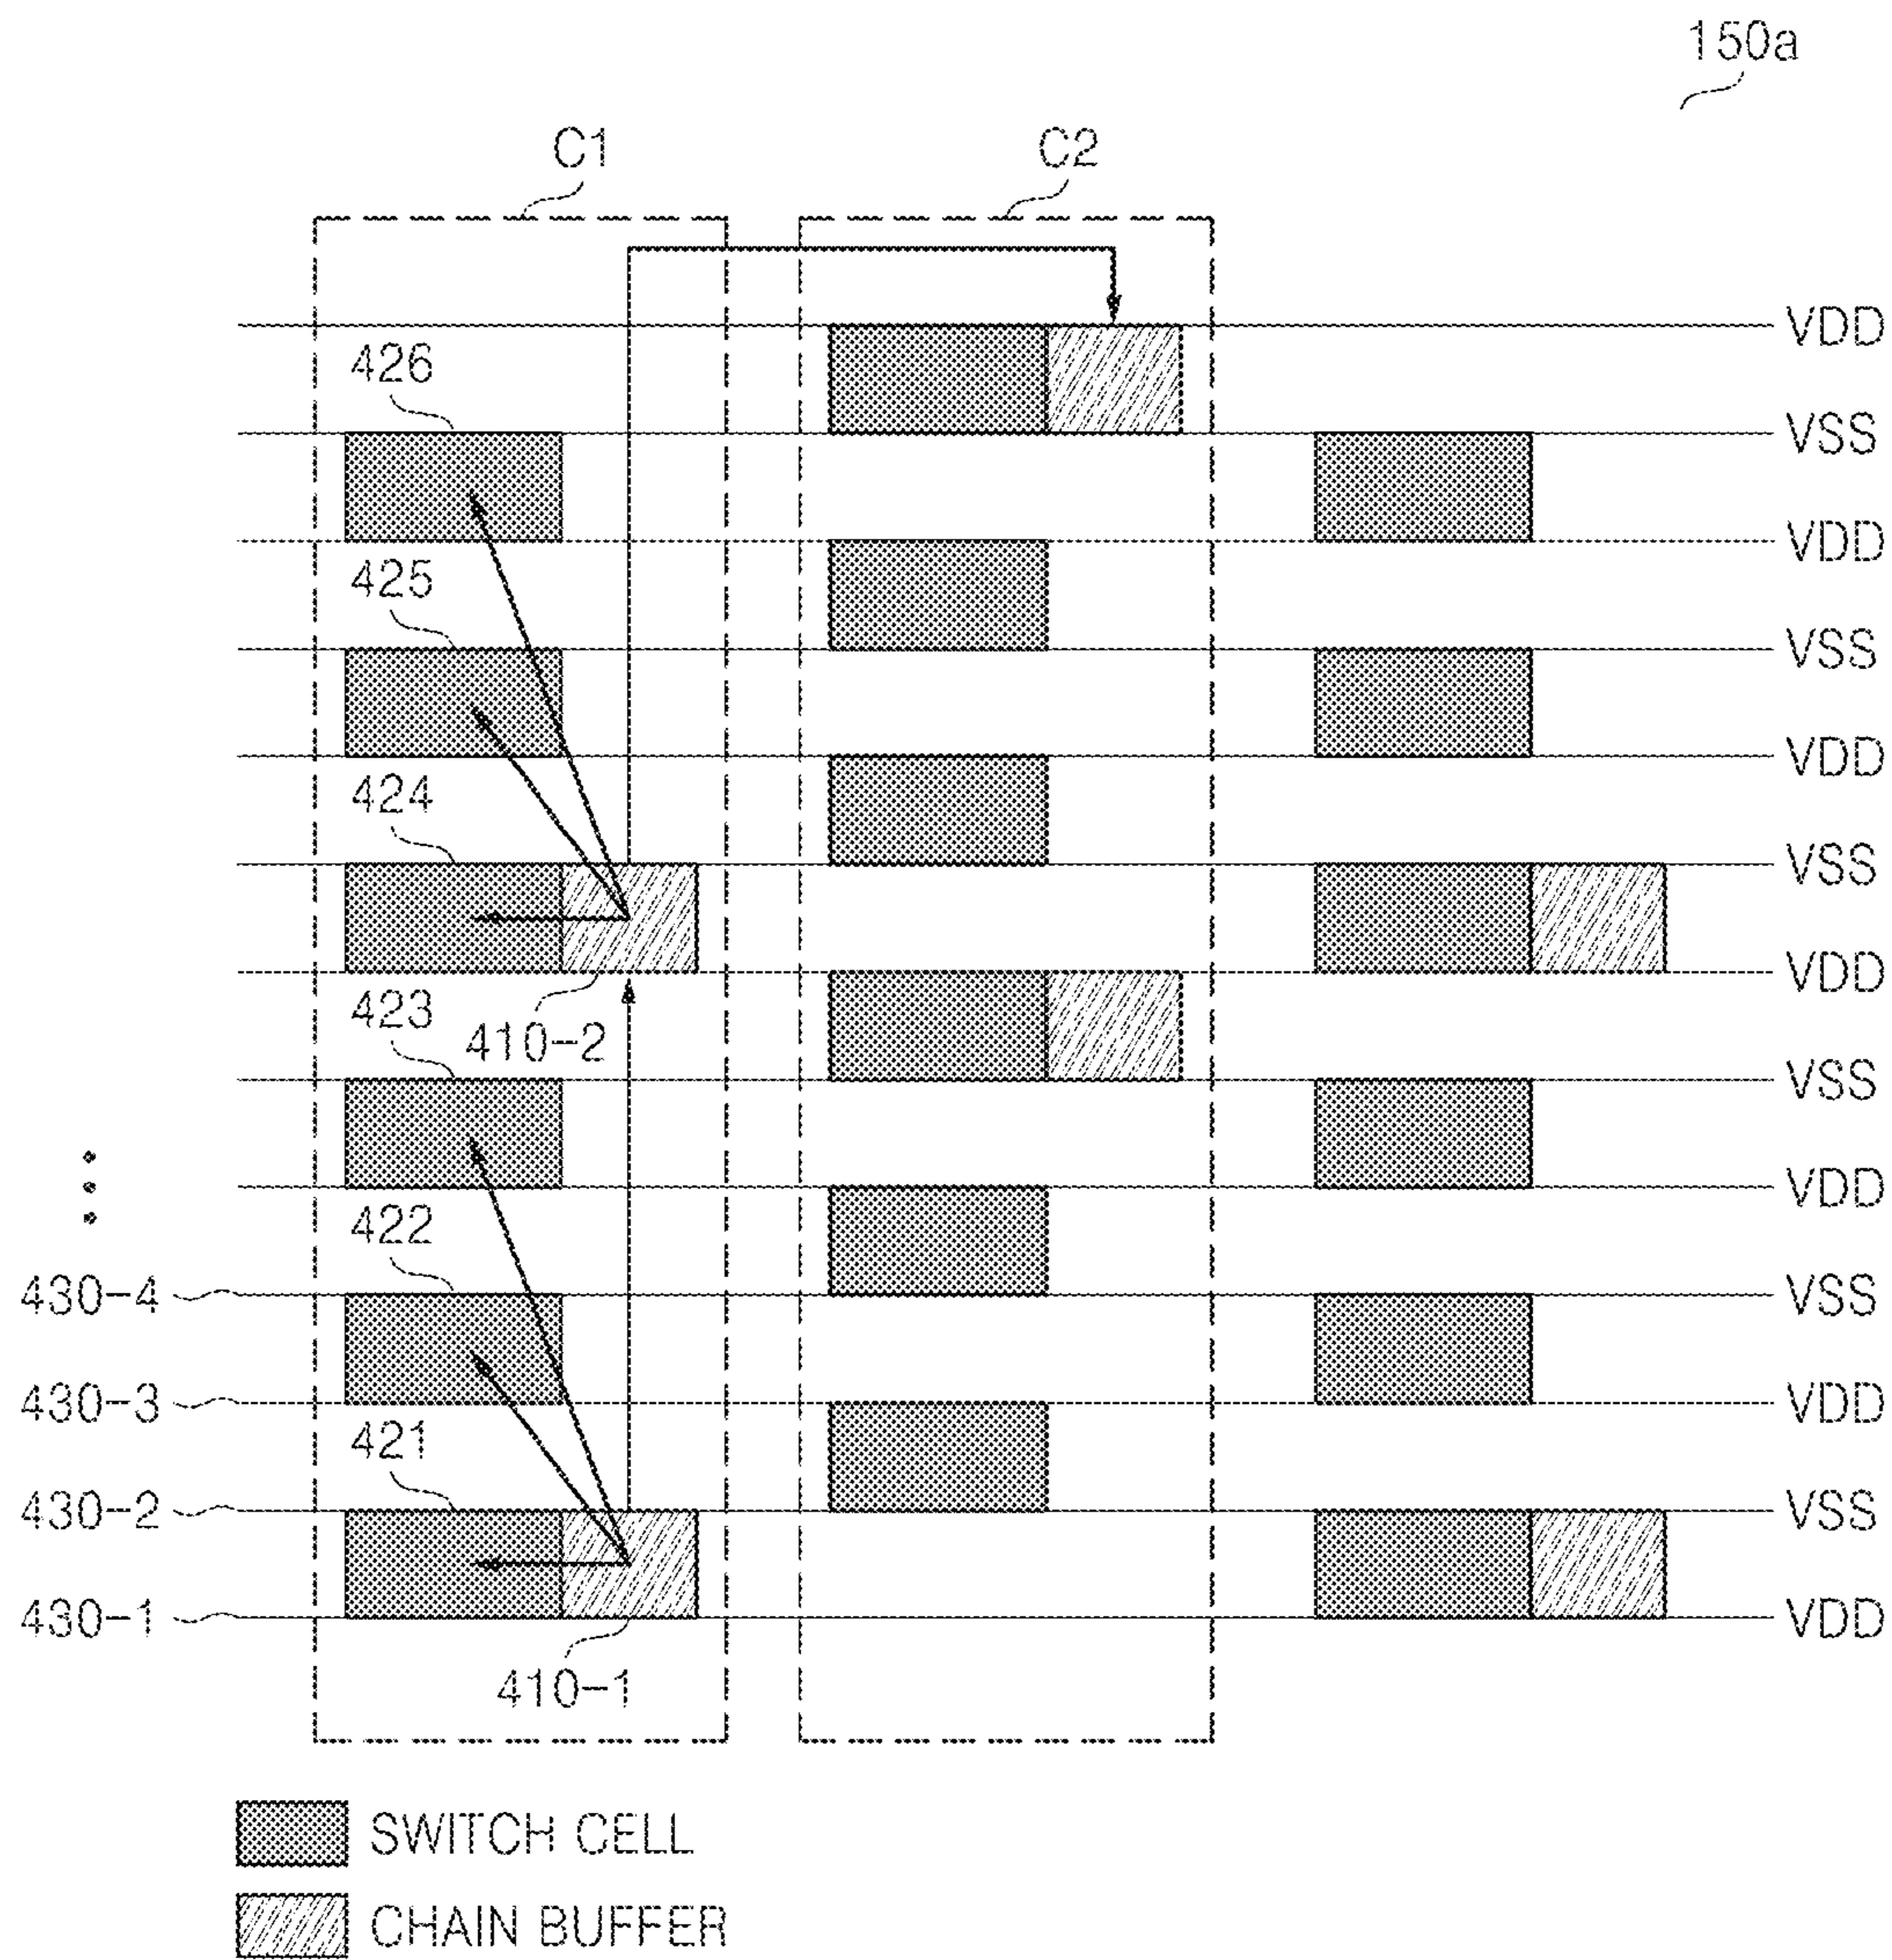 150a
C1
C2
VDD
426
VSS
VDD
425
VSS
VDD
424
VSS
VDD
423
410-2
VSS
VDD
422
430-4
VSS
430-3
VDD
421
430-2
VSS
430-1
VDD
410-1
SWITCH CELL
CHAIN BUFFER